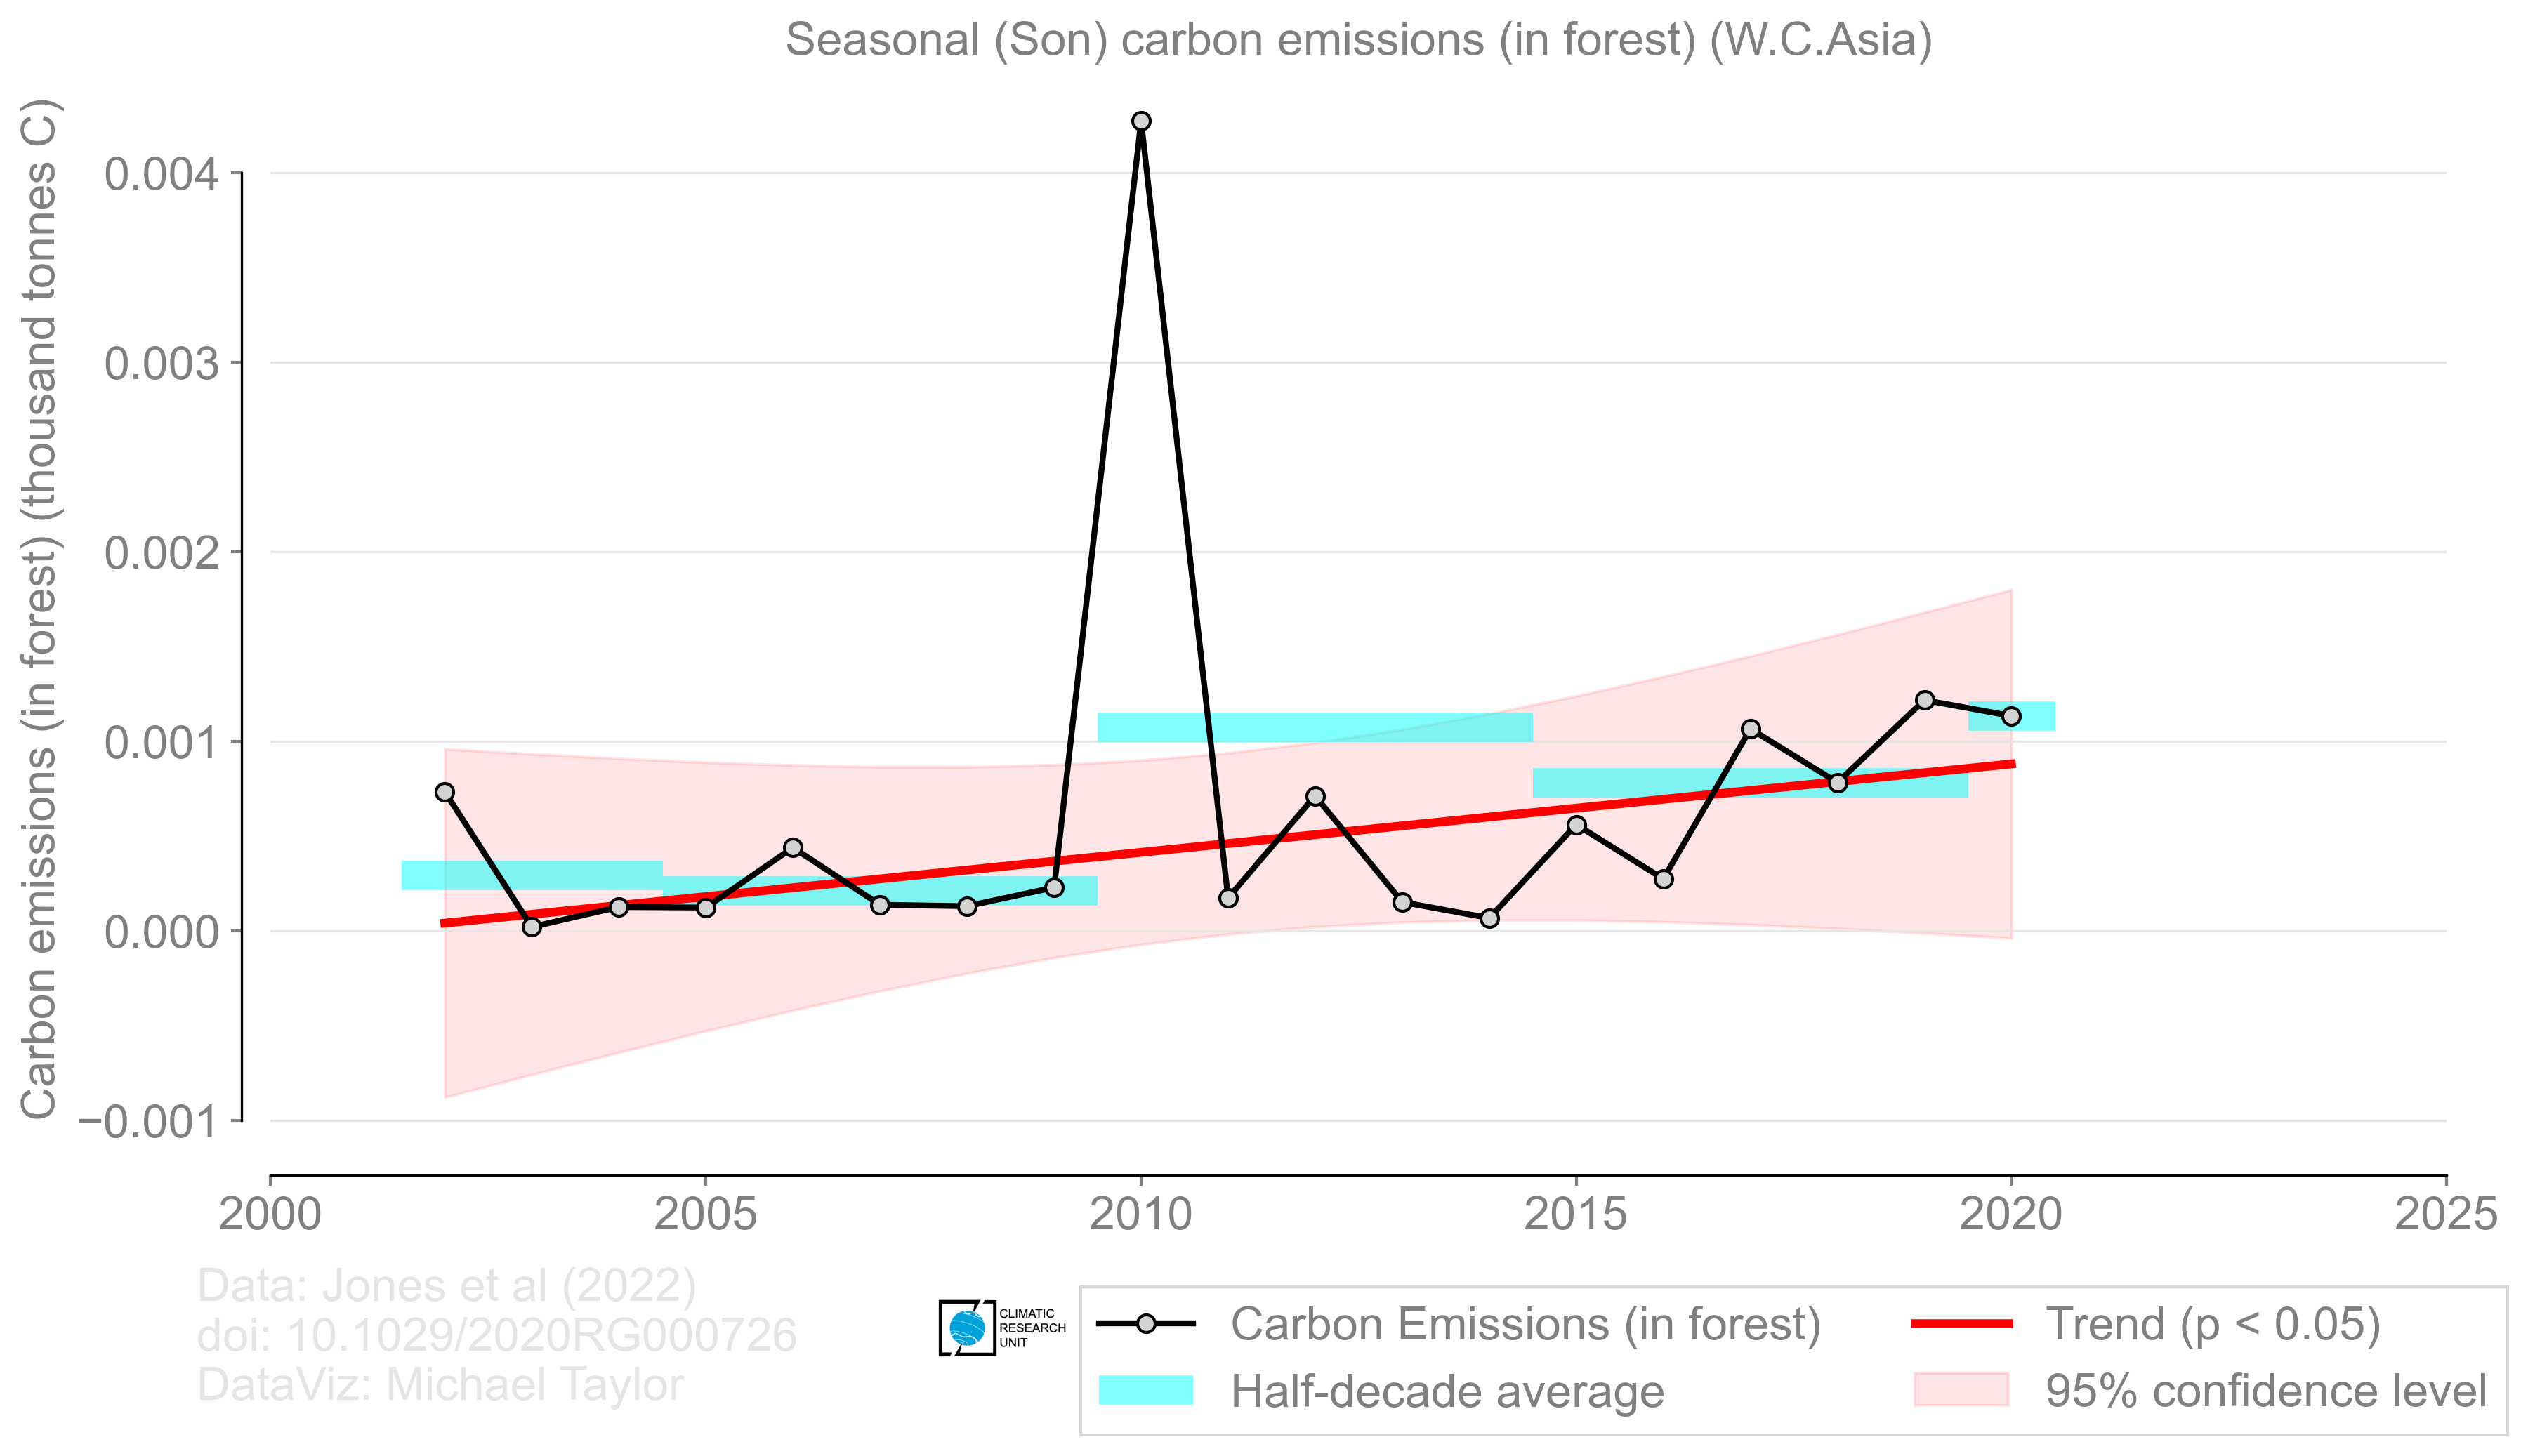 Seasonal (Son) carbon emissions (in forest) (W.C.Asia)
Carbon emissions (in forest) (thousand tonnes C)
0.004
0.003
0.002
0.001
0.000
−0.001
2000 2005 2010 2015 2020 2025
Data: Jones et al (2022)
doi: 10.1029/2020RG000726
DataViz: Michael Taylor
CLIMATIC
RESEARCH
UNIT
Carbon Emissions (in forest)
Half-decade average
Trend (p < 0.05)
95% confidence level